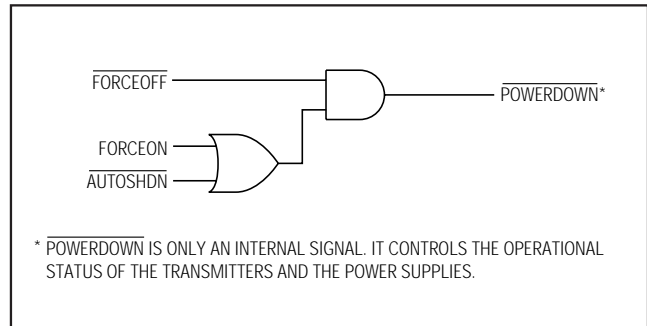 FORCEOFF
POWERDOWN*
FORCEON
AUTOSHDN
* POWERDOWN IS ONLY AN INTERNAL SIGNAL. IT CONTROLS THE OPERATIONAL
STATUS OF THE TRANSMITTERS AND THE POWER SUPPLIES.